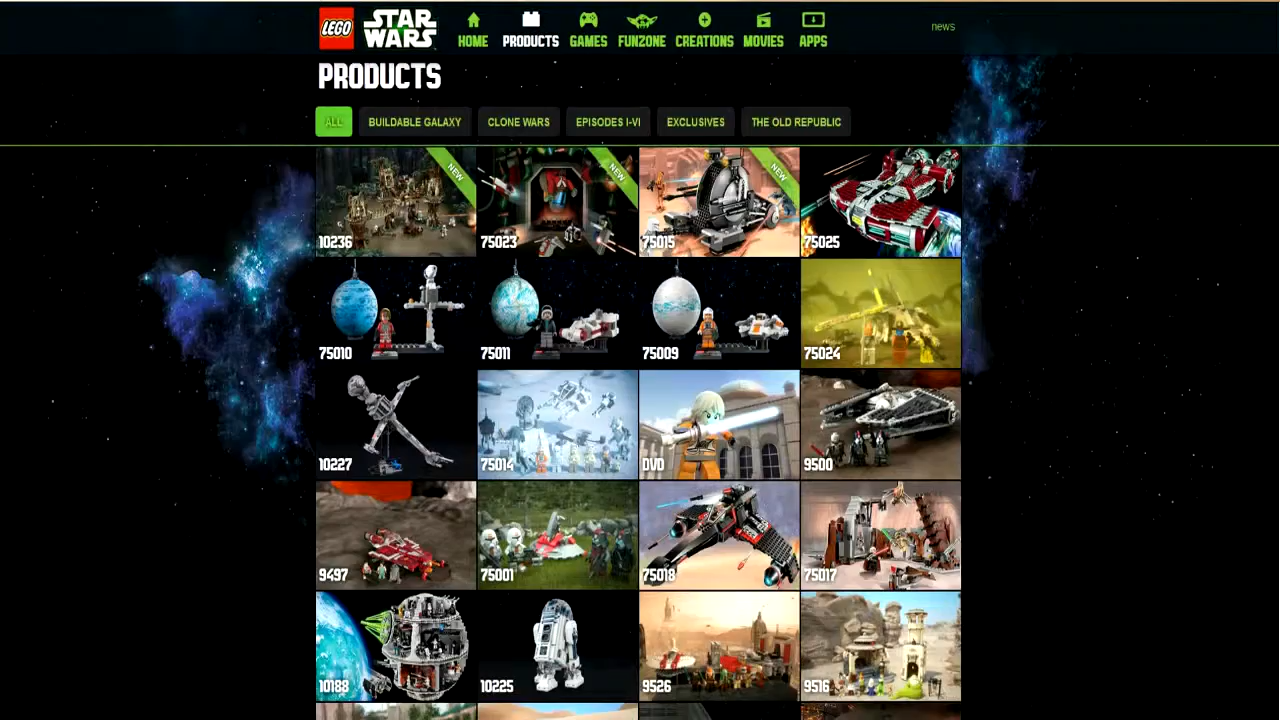 LEGO
STAR WARS
HOME PRODUCTS GAMES FUNZONE CREATIONS MOVIES APPS
news
PRODUCTS
ALL BUILDABLE GALAXY CLONE WARS EPISODES I-VI EXCLUSIVES THE OLD REPUBLIC
NEW NEW NEW
10236 75023 75015 75025
75010 75011 75009 75024
10227 75014 DVD 9500
9497 75001 75018 75017
10188 10225 9526 9516